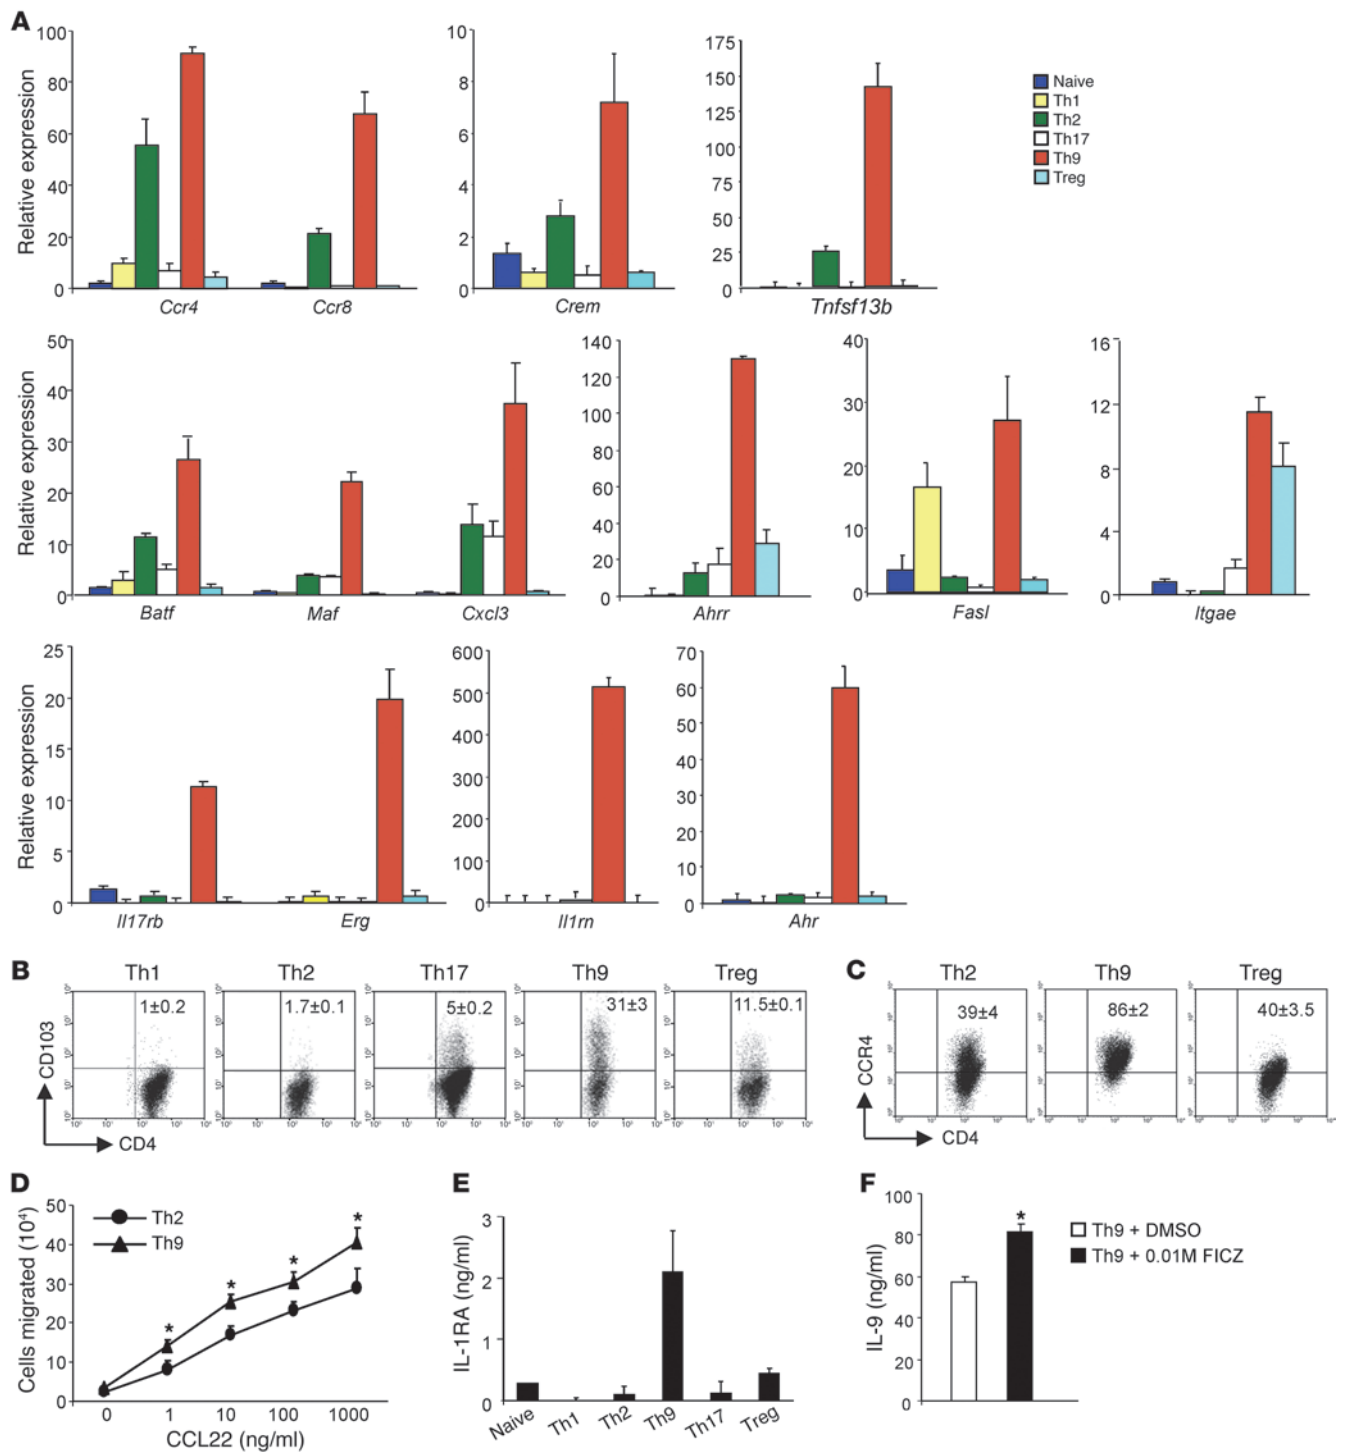 A
Relative expression
100
80
60
40
20
0
Ccr4 Ccr8
10
8
6
4
2
0
Crem
175
150
125
100
75
50
25
0
Tnfsf13b
Naive
Th1
Th2
Th17
Th9
Treg
Relative expression
50
40
30
20
10
0
Batf Maf Cxcl3
140
120
100
80
60
40
20
0
Ahrr
40
30
20
10
0
Fasl
16
12
8
4
0
Itgae
Relative expression
25
20
15
10
5
0
Il17rb Erg
600
500
400
300
200
100
0
Il1rn
70
60
50
40
30
20
10
0
Ahr
B
Th1 Th2 Th17 Th9 Treg
1±0.2 1.7±0.1 5±0.2 31±3 11.5±0.1
CD103
CD4
C
Th2 Th9 Treg
39±4 86±2 40±3.5
CCR4
CD4
D
Cells migrated (10⁴)
50
40
30
20
10
0
Th2
Th9
* * * *
0 1 10 100 1000
CCL22 (ng/ml)
E
IL-1RA (ng/ml)
3
2
1
0
Naive Th1 Th2 Th9 Th17 Treg
F
IL-9 (ng/ml)
100
80
60
40
20
0
*
Th9 + DMSO
Th9 + 0.01M FICZ